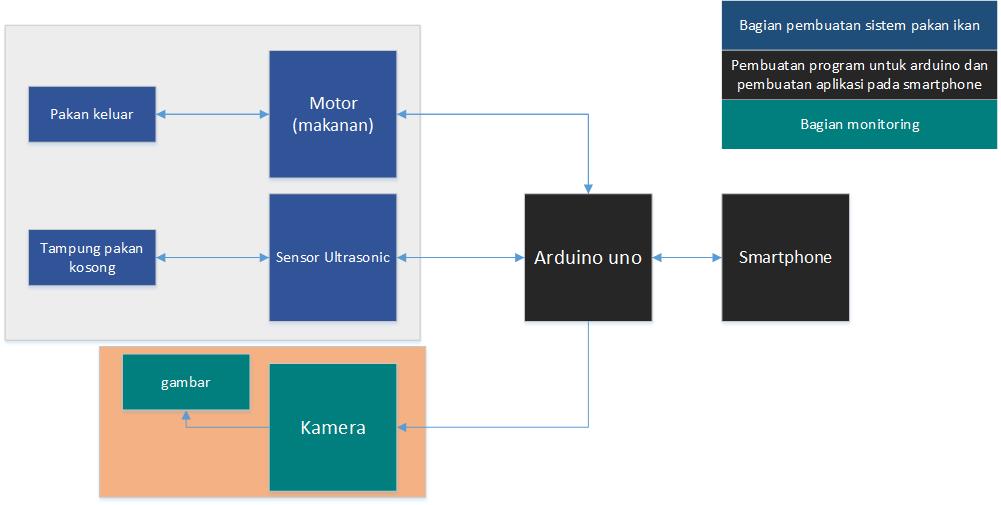 Bagian pembuatan sistem pakan ikan
Pembuatan program untuk arduino dan
pembuatan aplikasi pada smartphone
Bagian monitoring
Pakan keluar
Motor
(makanan)
Tampung pakan
kosong
Sensor Ultrasonic
Arduino uno
Smartphone
gambar
Kamera